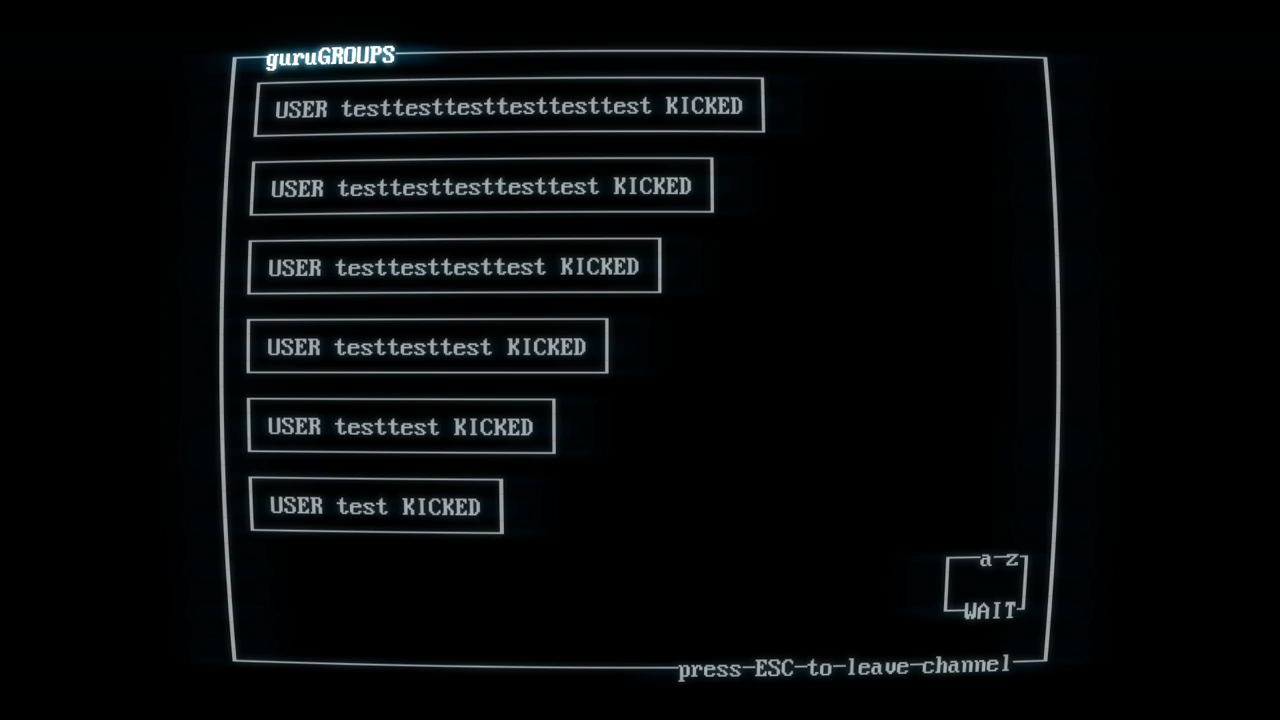 guruGROUPS
USER testtesttesttesttesttest KICKED
USER testtesttesttesttest KICKED
USER testtesttesttest KICKED
USER testtesttest KICKED
USER testtest KICKED
USER test KICKED
a-z
WAIT
press-ESC-to-leave-channel